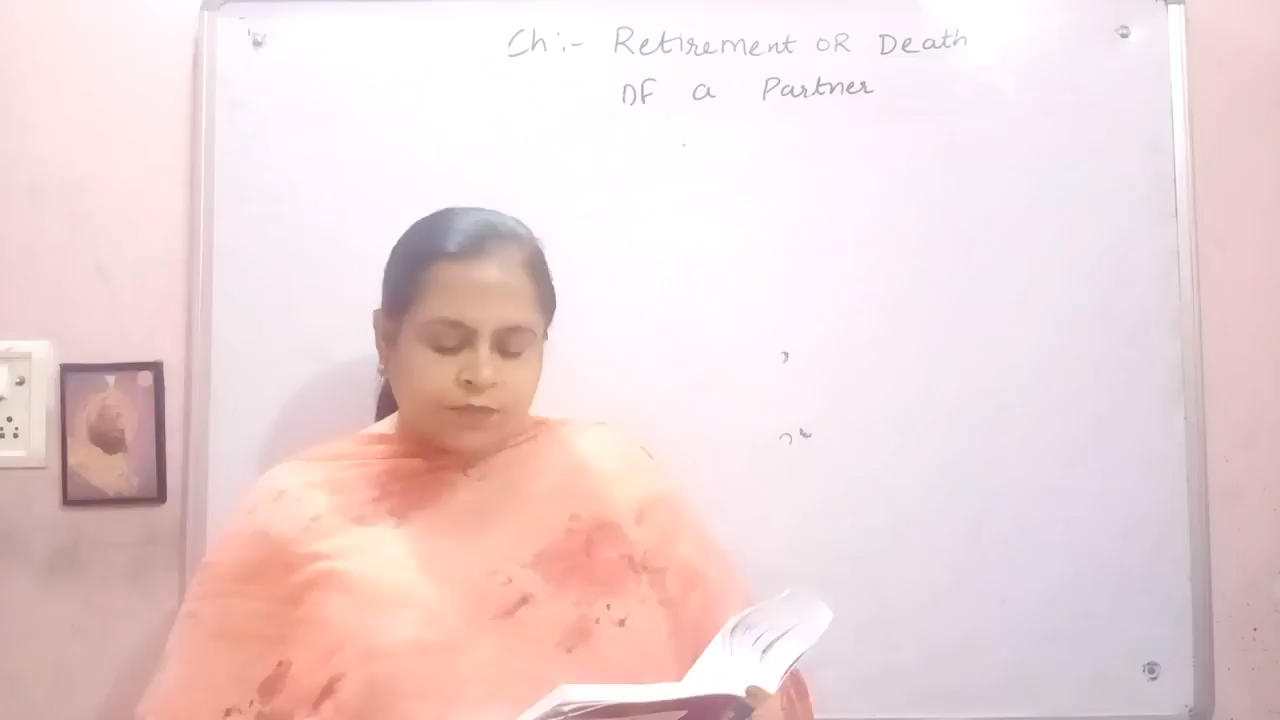 Ch:- Retirement OR Death
OF a Partner